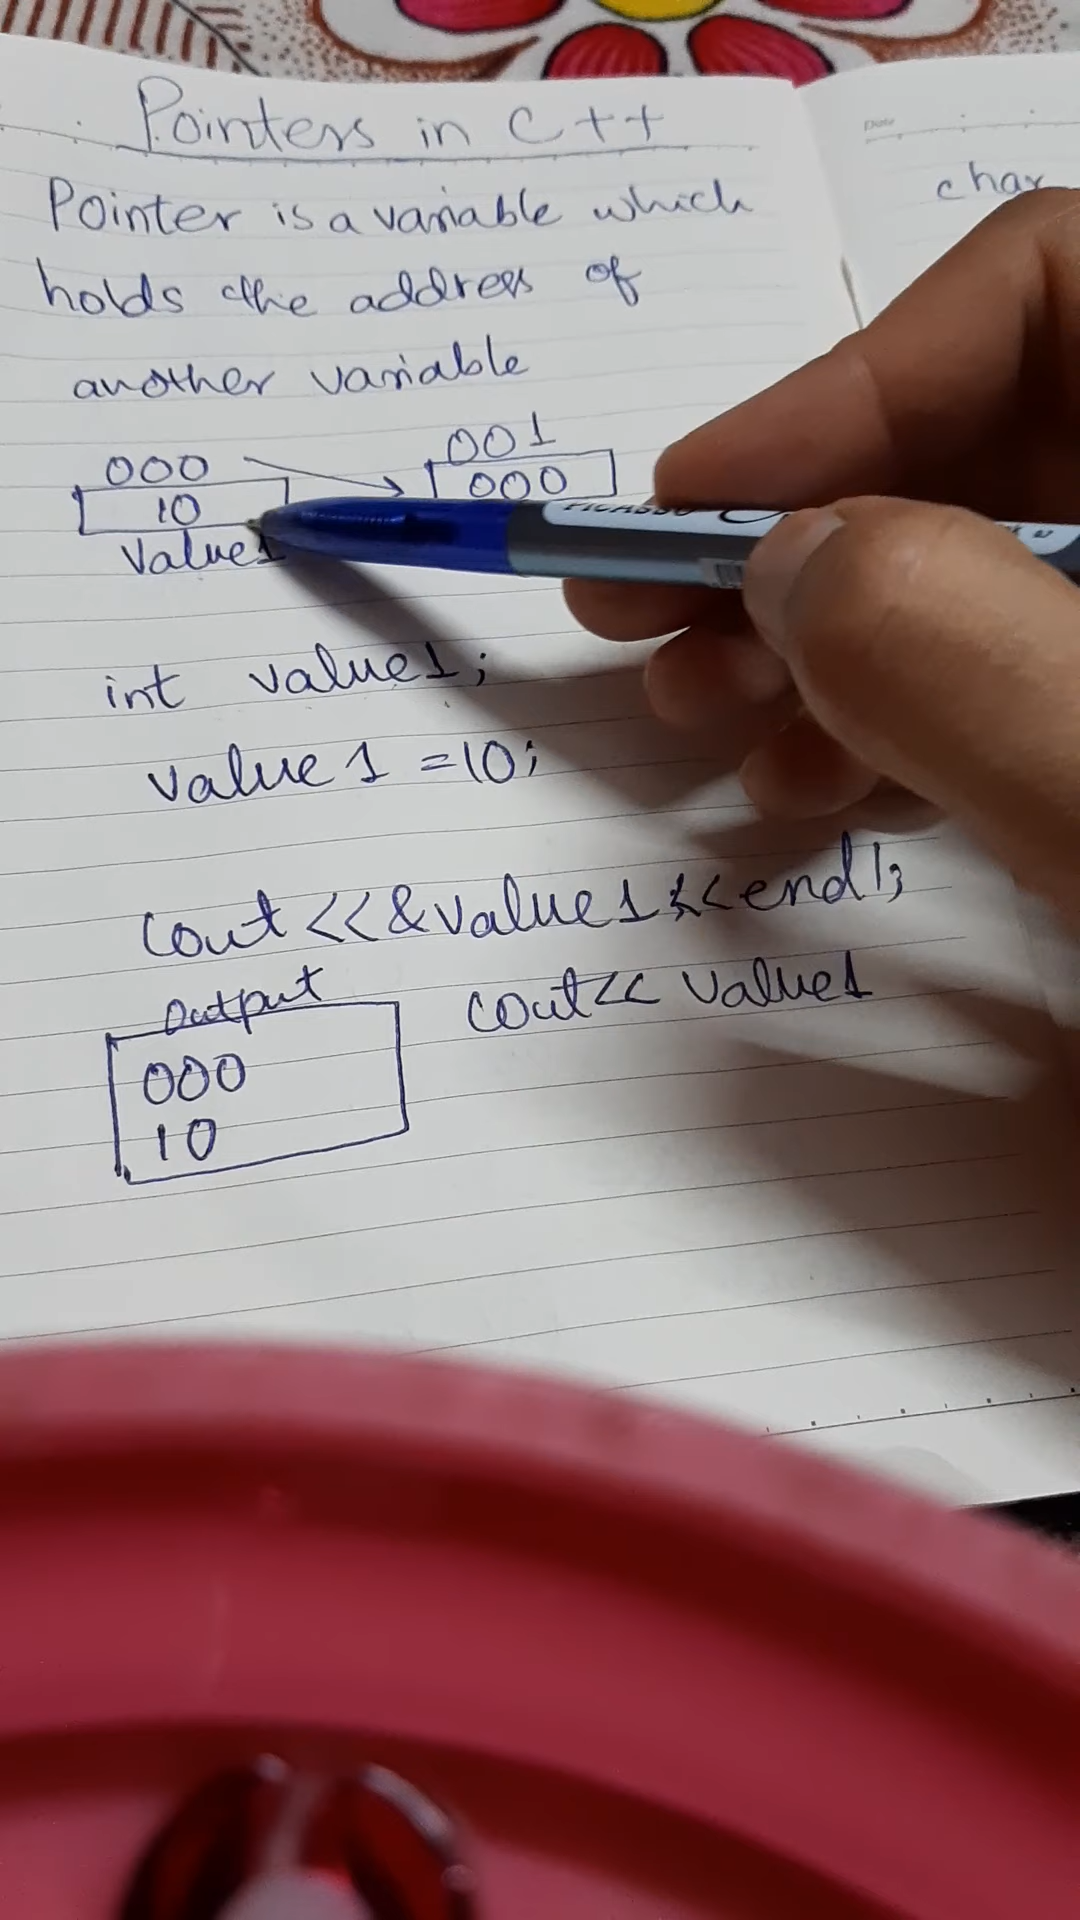 Pointers in C++
Pointer is a variable which
holds the address of
another variable
000
10
Value1
001
000
int value1;
value1 =10;
cout <<&value1<<endl;
cout<< value1
Output
000
10
char
PICASSO